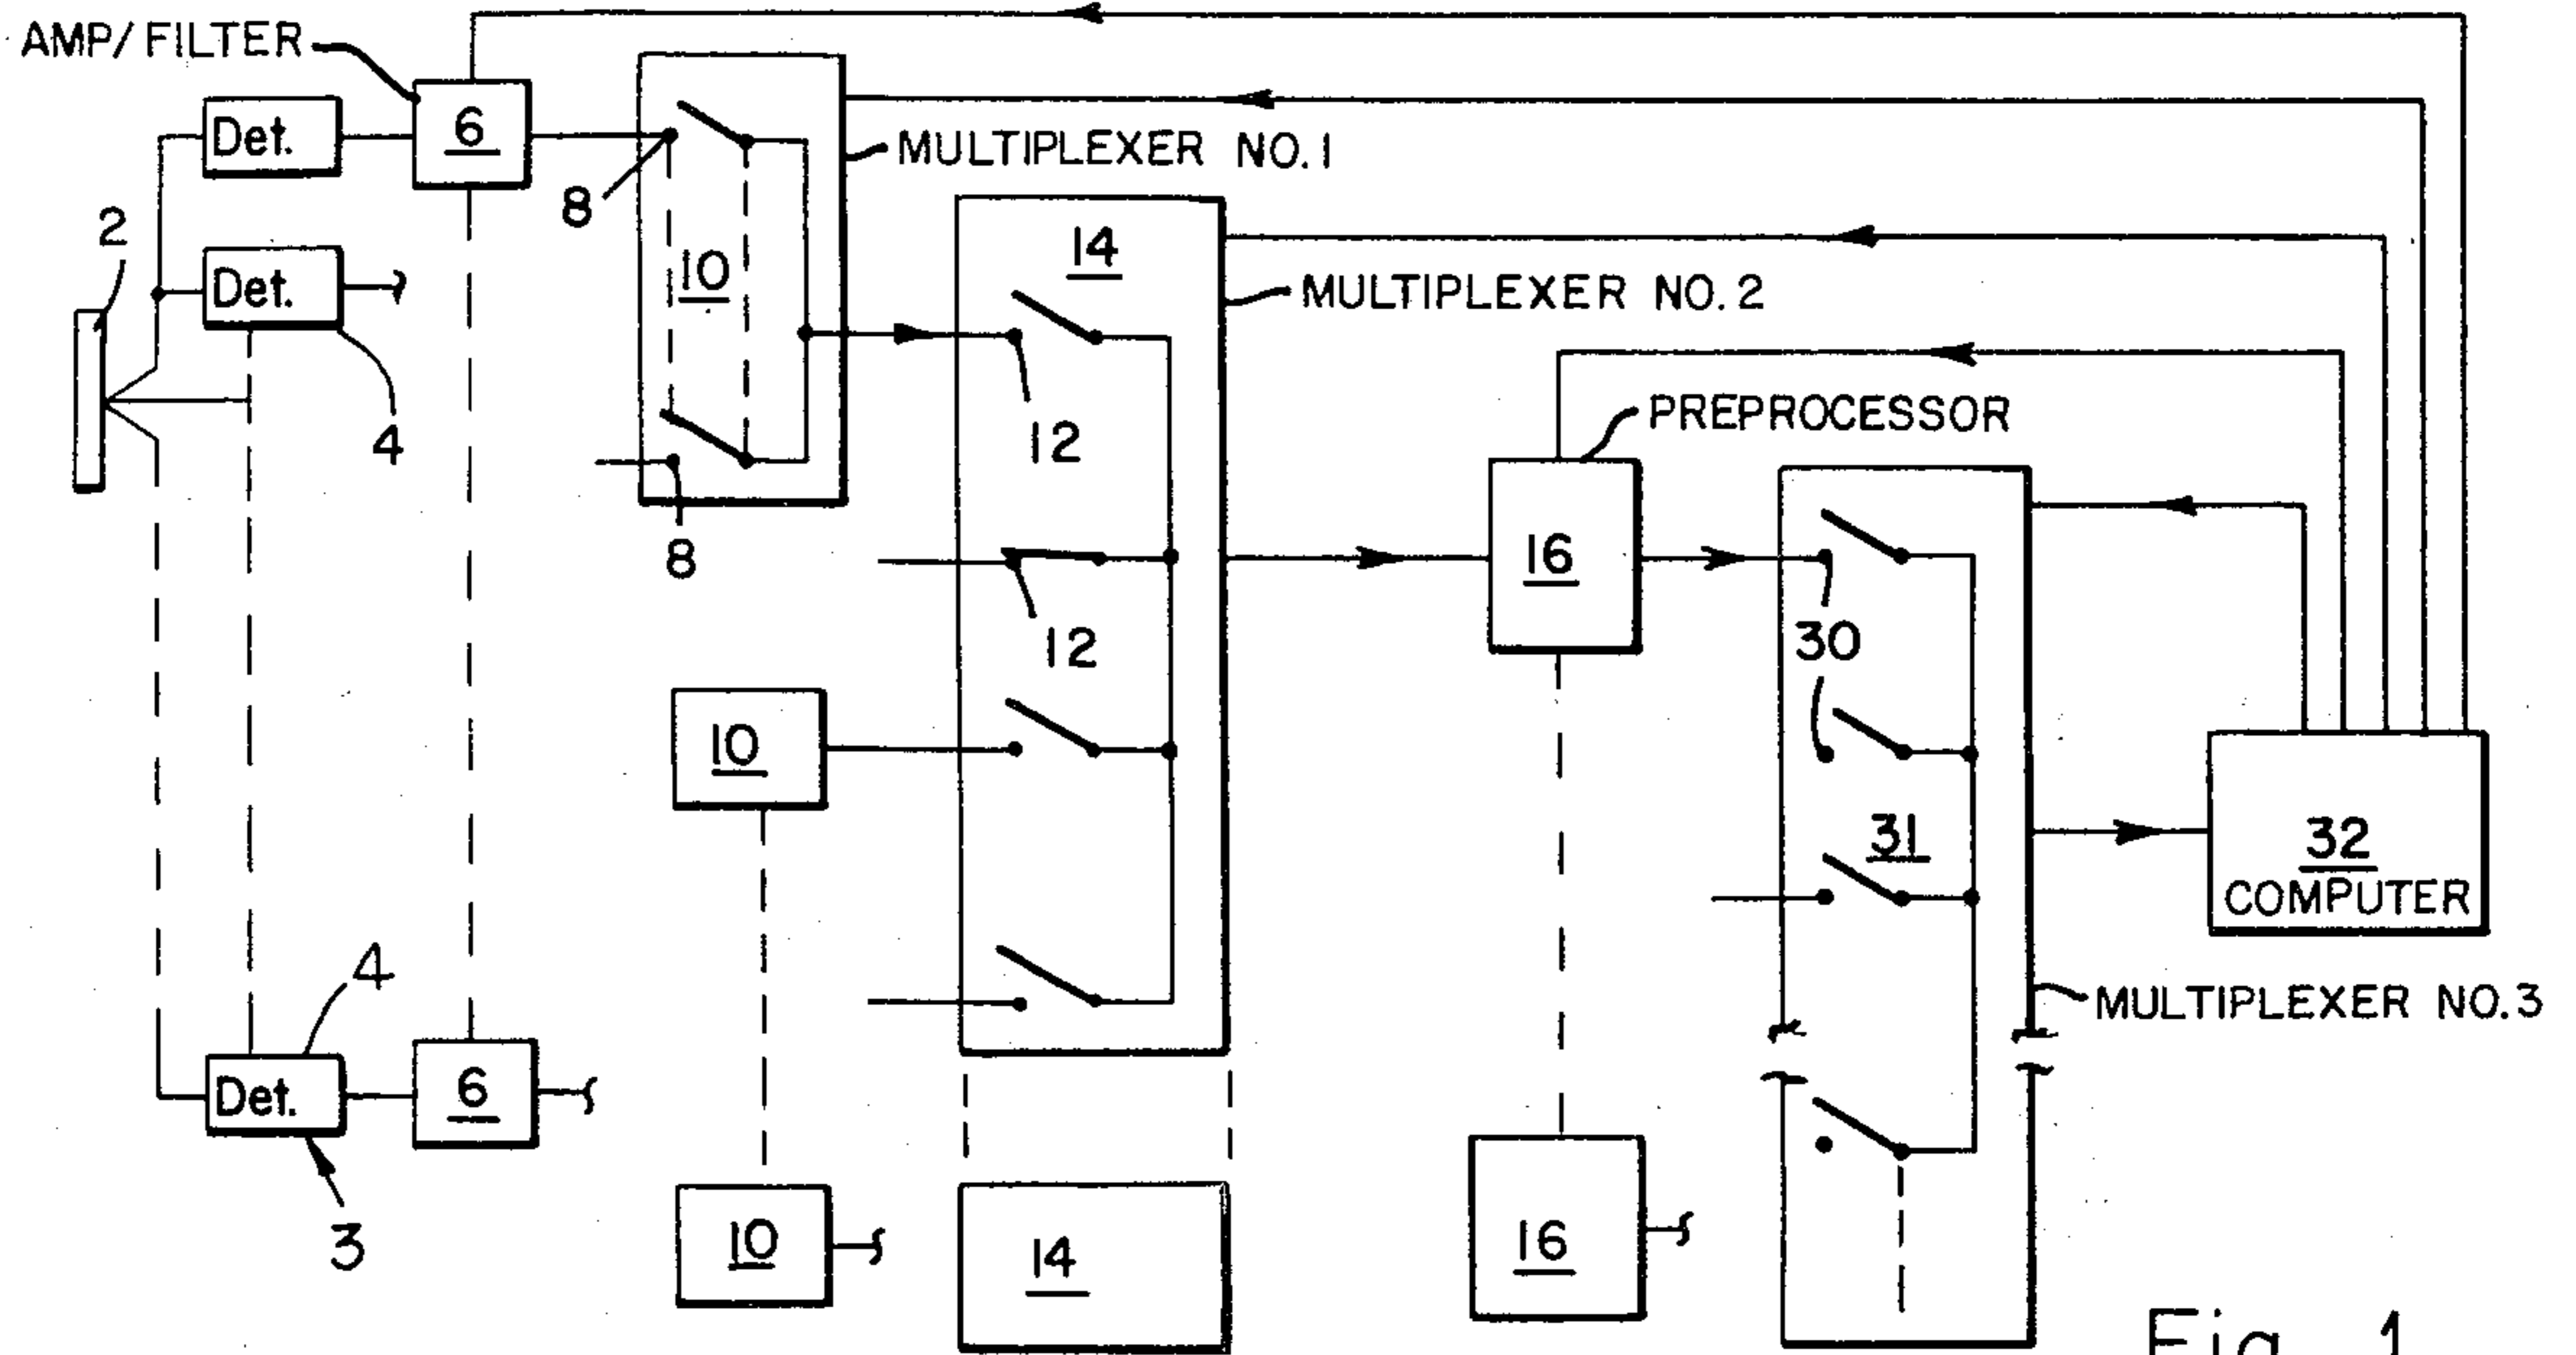 AMP/FILTER
Det.
6
8
MULTIPLEXER NO. 1
2
Det.
10
14
MULTIPLEXER NO. 2
4
12
PREPROCESSOR
8
16
12
30
10
31
32
COMPUTER
4
MULTIPLEXER NO. 3
Det.
6
3
10
14
16
Fig. 1